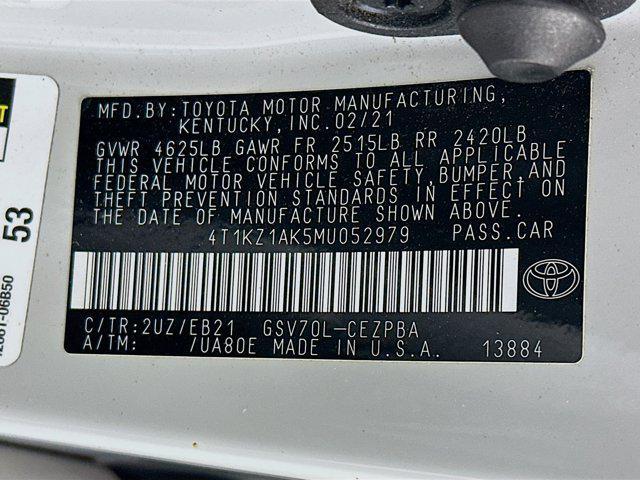 MFD.BY:TOYOTA MOTOR MANUFACTURING,
KENTUCKY,INC.02/21
GVWR 4625LB GAWR FR 2515LB RR 2420LB
THIS VEHICLE CONFORMS TO ALL APPLICABLE
FEDERAL MOTOR VEHICLE SAFETY,BUMPER,AND
THEFT PREVENTION STANDARDS IN EFFECT ON
THE DATE OF MANUFACTURE SHOWN ABOVE.
4T1KZ1AK5MU052979 PASS.CAR
C/TR:2UZ/EB21 GSV70L-CEZPBA
A/TM: /UA80E MADE IN U.S.A. 13884
53